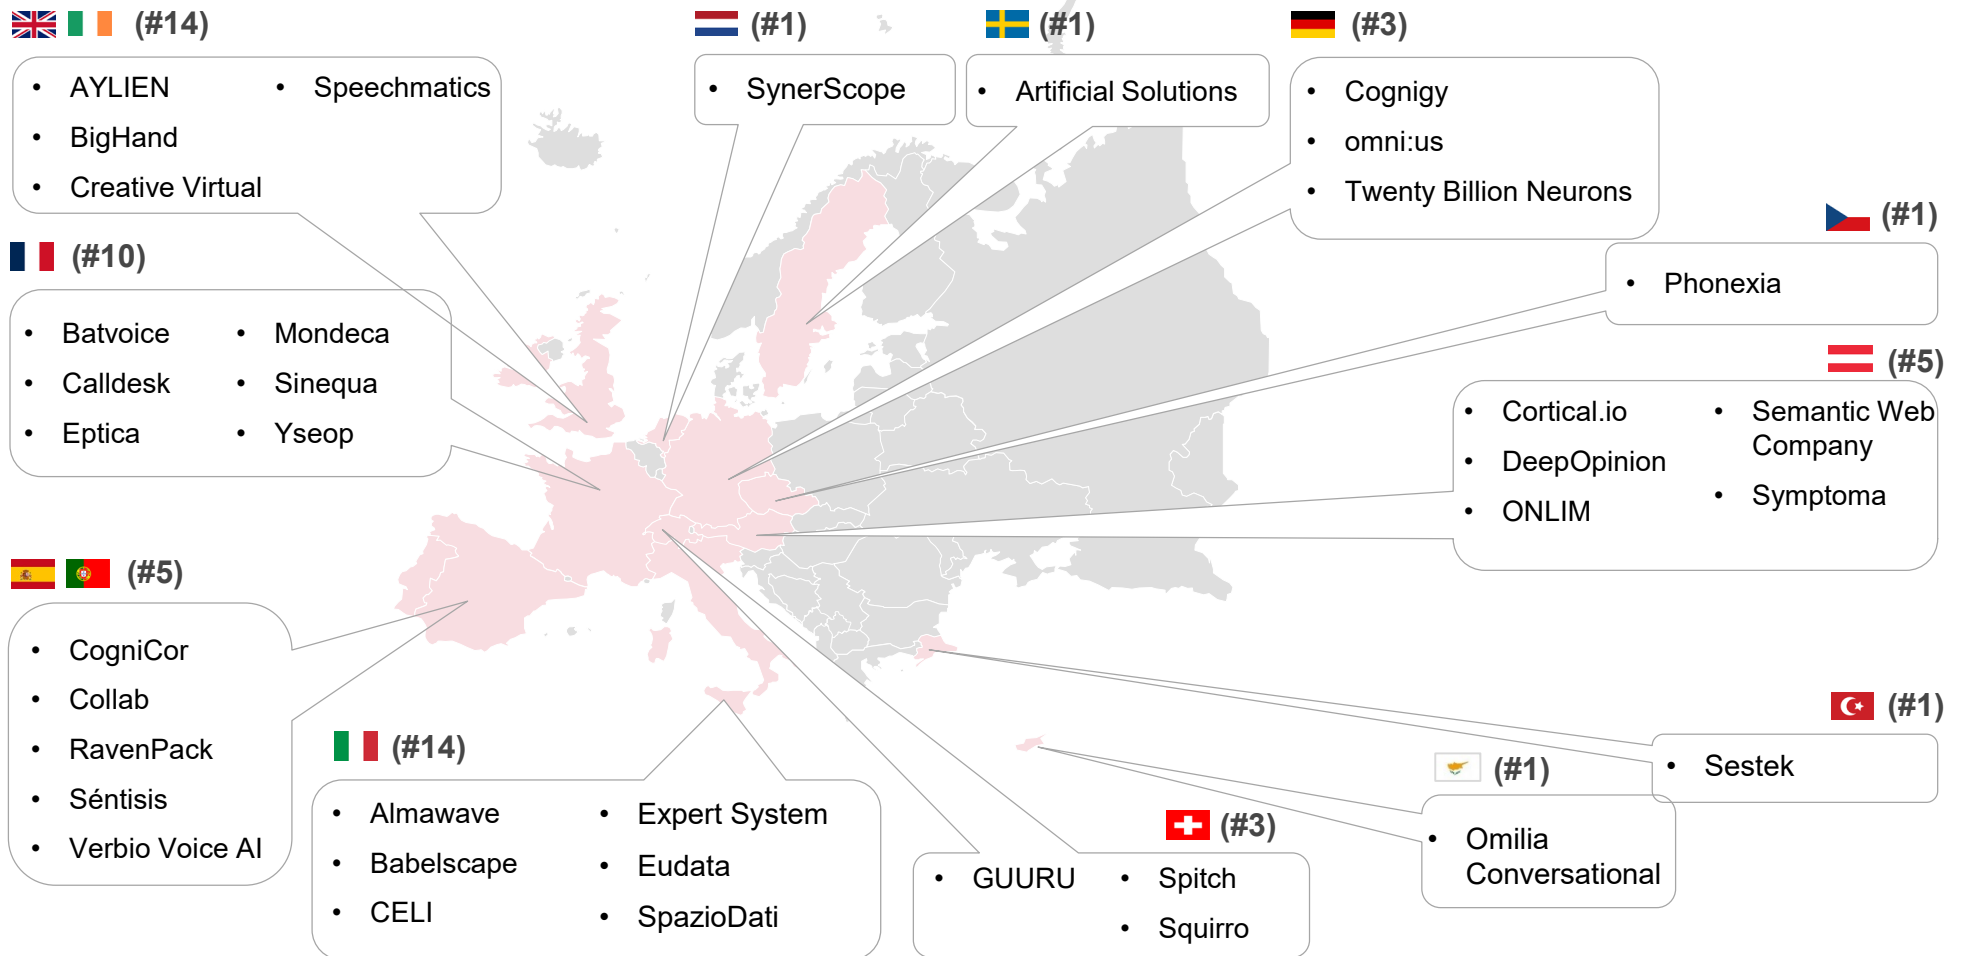 (#14)
AYLIEN
BigHand
Creative Virtual
Speechmatics
(#1)
SynerScope
(#1)
Artificial Solutions
(#3)
Cognigy
omni:us
Twenty Billion Neurons
(#1)
Phonexia
(#10)
Batvoice
Calldesk
Eptica
Mondeca
Sinequa
Yseop
(#5)
Cortical.io
DeepOpinion
ONLIM
Semantic Web
Company
Symptoma
(#5)
CogniCor
Collab
RavenPack
Séntisis
Verbio Voice AI
(#14)
Almawave
Babelscape
CELI
Expert System
Eudata
SpazioDati
(#3)
GUURU
Spitch
Squirro
(#1)
Omilia
Conversational
(#1)
Sestek